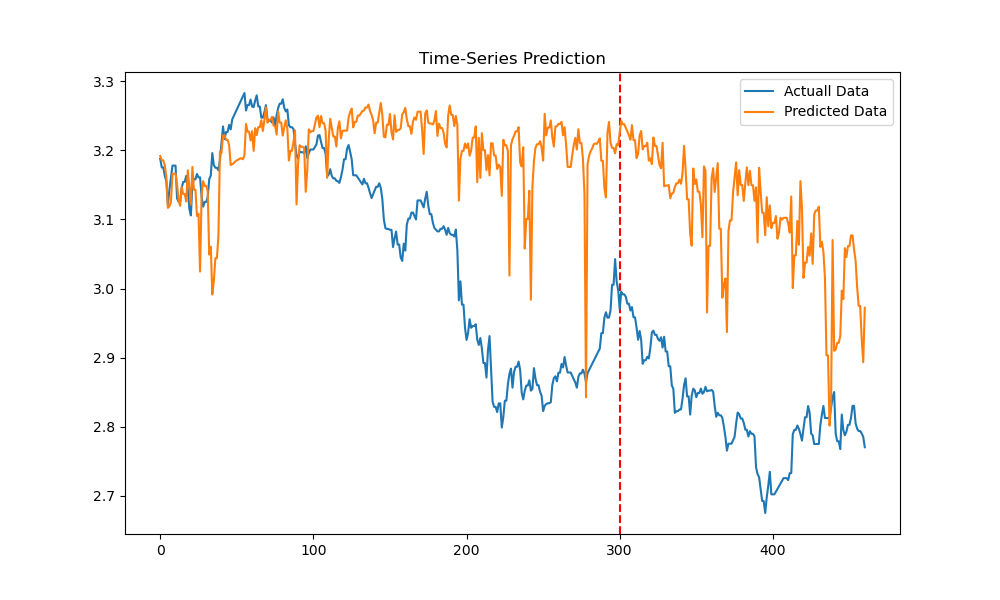 Time-Series Prediction
Actuall Data
Predicted Data
3.3
3.2
3.1
3.0
2.9
2.8
2.7
0 100 200 300 400